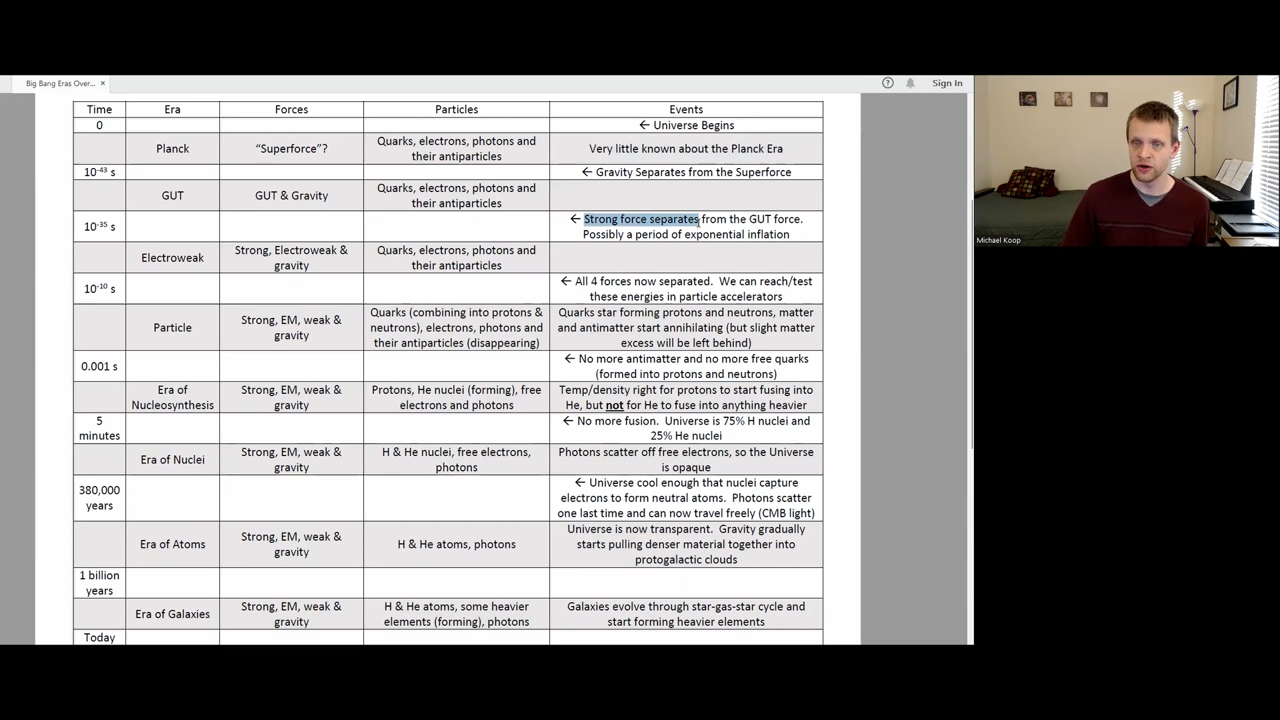 Big Bang Eras Over... ×
? Sign In
Time Era Forces Particles Events
0 ← Universe Begins
Planck "Superforce"? Quarks, electrons, photons and
their antiparticles Very little known about the Planck Era
10-43 s ← Gravity Separates from the Superforce
GUT GUT & Gravity Quarks, electrons, photons and
their antiparticles
10-35 s ← Strong force separates from the GUT force.
Possibly a period of exponential inflation
Electroweak Strong, Electroweak &
gravity Quarks, electrons, photons and
their antiparticles
10-10 s ← All 4 forces now separated. We can reach/test
these energies in particle accelerators
Particle Strong, EM, weak &
gravity Quarks (combining into protons &
neutrons), electrons, photons and
their antiparticles (disappearing) Quarks star forming protons and neutrons, matter
and antimatter start annihilating (but slight matter
excess will be left behind)
0.001 s ← No more antimatter and no more free quarks
(formed into protons and neutrons)
Era of
Nucleosynthesis Strong, EM, weak &
gravity Protons, He nuclei (forming), free
electrons and photons Temp/density right for protons to start fusing into
He, but not for He to fuse into anything heavier
5
minutes ← No more fusion. Universe is 75% H nuclei and
25% He nuclei
Era of Nuclei Strong, EM, weak &
gravity H & He nuclei, free electrons,
photons Photons scatter off free electrons, so the Universe
is opaque
380,000
years ← Universe cool enough that nuclei capture
electrons to form neutral atoms. Photons scatter
one last time and can now travel freely (CMB light)
Era of Atoms Strong, EM, weak &
gravity H & He atoms, photons Universe is now transparent. Gravity gradually
starts pulling denser material together into
protogalactic clouds
1 billion
years
Era of Galaxies Strong, EM, weak &
gravity H & He atoms, some heavier
elements (forming), photons Galaxies evolve through star-gas-star cycle and
start forming heavier elements
Today
Michael Koop